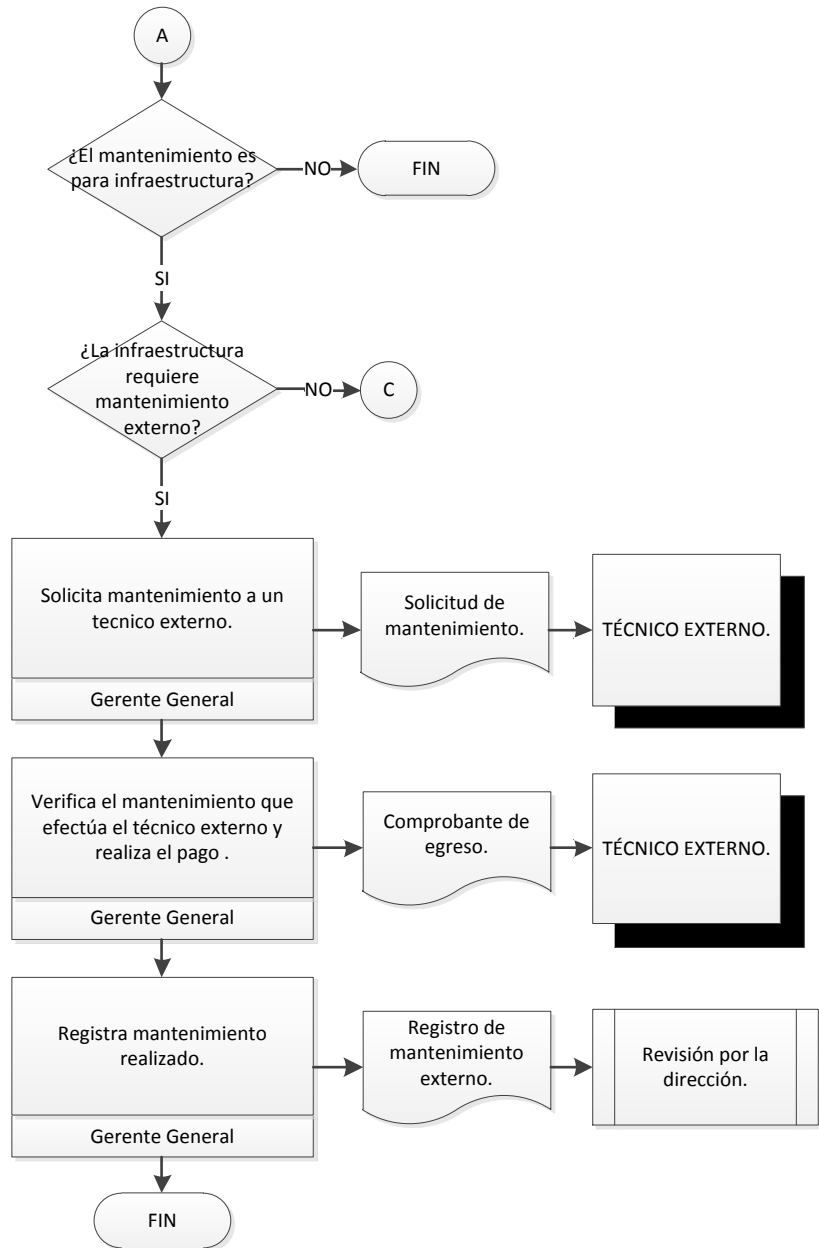 A
¿El mantenimiento es
para infraestructura?
NO
FIN
SI
¿La infraestructura
requiere
mantenimiento
externo?
NO
C
SI
Solicita mantenimiento a un
tecnico externo.
Gerente General
Solicitud de
mantenimiento.
TÉCNICO EXTERNO.
Verifica el mantenimiento que
efectúa el técnico externo y
realiza el pago .
Gerente General
Comprobante de
egreso.
TÉCNICO EXTERNO.
Registra mantenimiento
realizado.
Gerente General
Registro de
mantenimiento
externo.
Revisión por la
dirección.
FIN